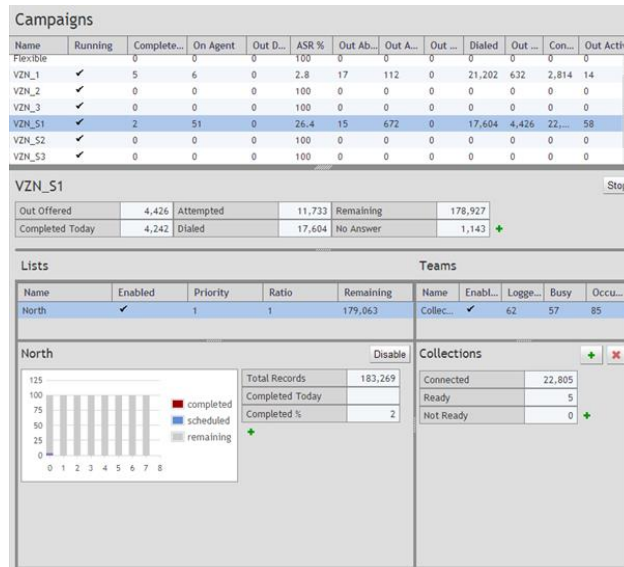 Campaigns
Name Running Complete... On Agent Out D... ASR % Out Ab... Out A... Out ... Dialed Out ... Con... Out Activ
Flexible 0 0 0 100 0 0 0 0 0 0 0
VZN_1 ✔ 5 6 0 2.8 17 112 0 21,202 632 2,814 14
VZN_2 ✔ 0 0 0 100 0 0 0 0 0 0 0
VZN_3 ✔ 0 0 0 100 0 0 0 0 0 0 0
VZN_S1 ✔ 2 51 0 26.4 15 672 0 17,604 4,426 22,... 58
VZN_S2 ✔ 0 0 0 100 0 0 0 0 0 0 0
VZN_S3 ✔ 0 0 0 100 0 0 0 0 0 0 0
VZN_S1 Stop
Out Offered 4,426 Attempted 11,733 Remaining 178,927
Completed Today 4,242 Dialed 17,604 No Answer 1,143
Lists Teams
Name Enabled Priority Ratio Remaining Name Enabl... Logge... Busy Occu...
North ✔ 1 1 179,063 Collec... ✔ 62 57 85
North Disable Collections
125
100
75
50
25
0
0 1 2 3 4 5 6 7 8
completed
scheduled
remaining
Total Records 183,269
Completed Today
Completed % 2
Connected 22,805
Ready 5
Not Ready 0